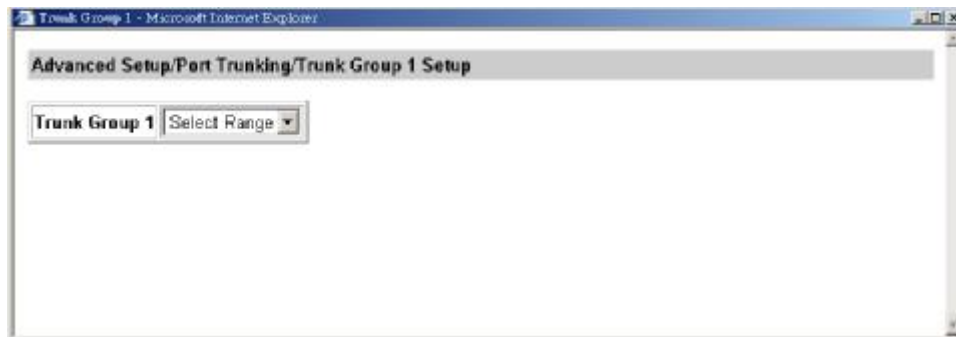 Trunk Group 1 - Microsoft Internet Explorer
Advanced Setup/Port Trunking/Trunk Group 1 Setup
Trunk Group 1 Select Range